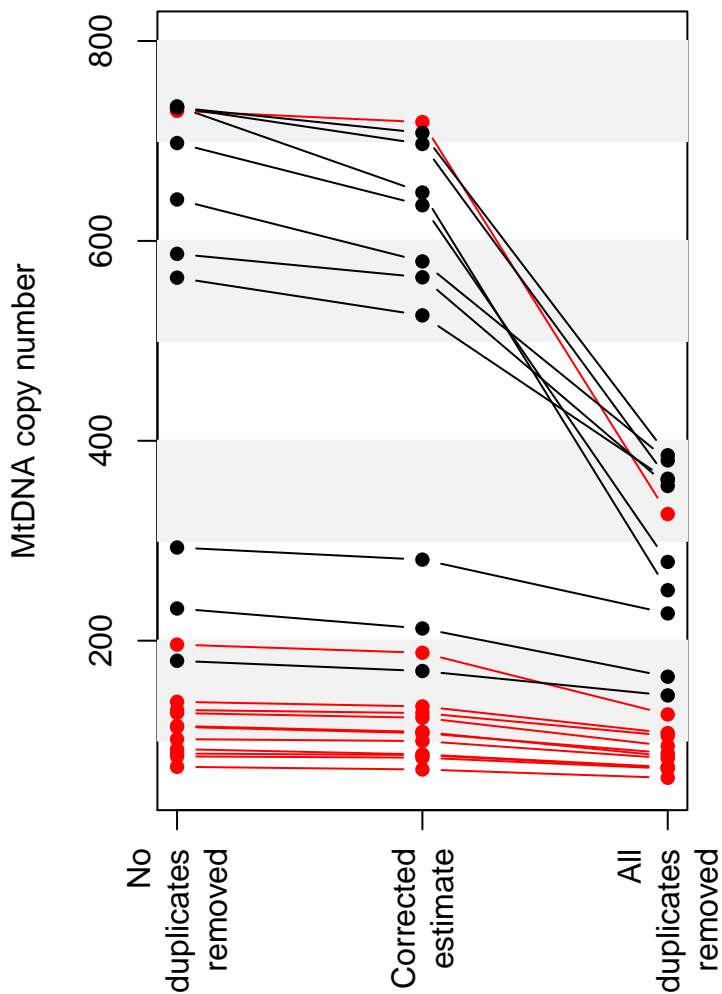 MtDNA copy number
800
600
400
200
No
duplicates
removed
Corrected
estimate
All
duplicates
removed